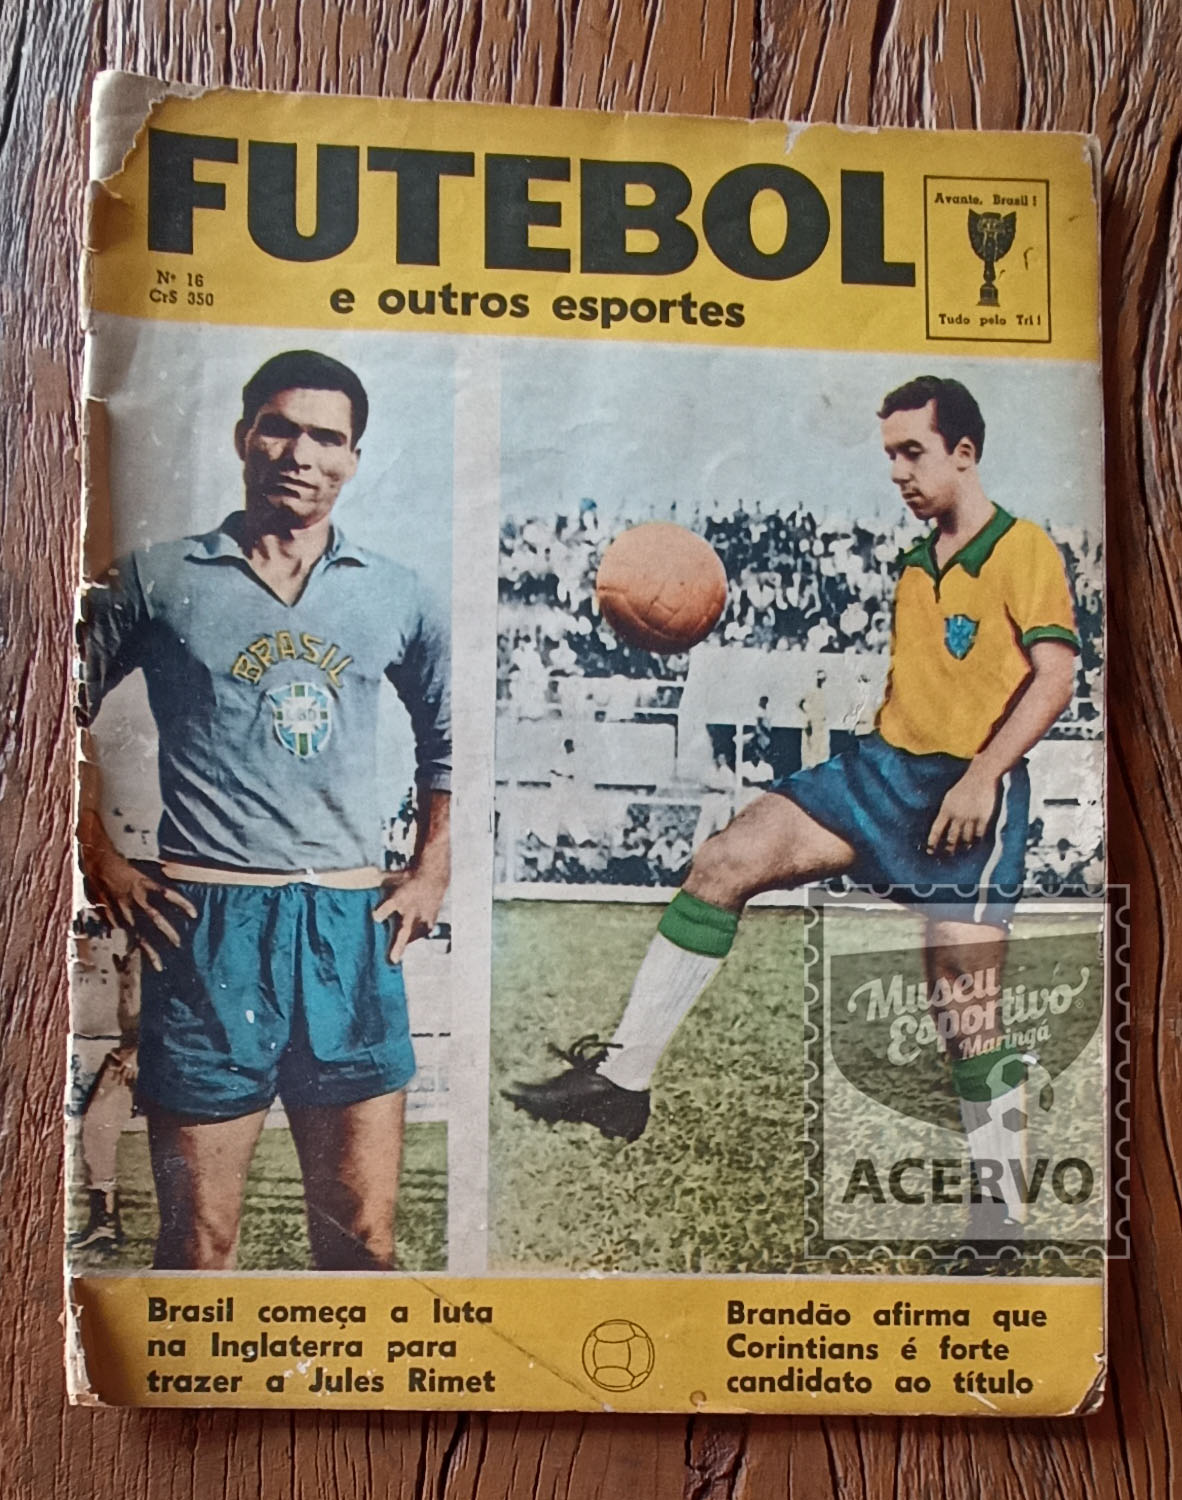 FUTEBOL
e outros esportes
Nº 16
Cr$ 350
Avante, Brasil!
Tudo pelo Tri!
BRASIL
CBD
Museu
Esportivo
Maringá
ACERVO
Brasil começa a luta
na Inglaterra para
trazer a Jules Rimet
Brandão afirma que
Corintians é forte
candidato ao título